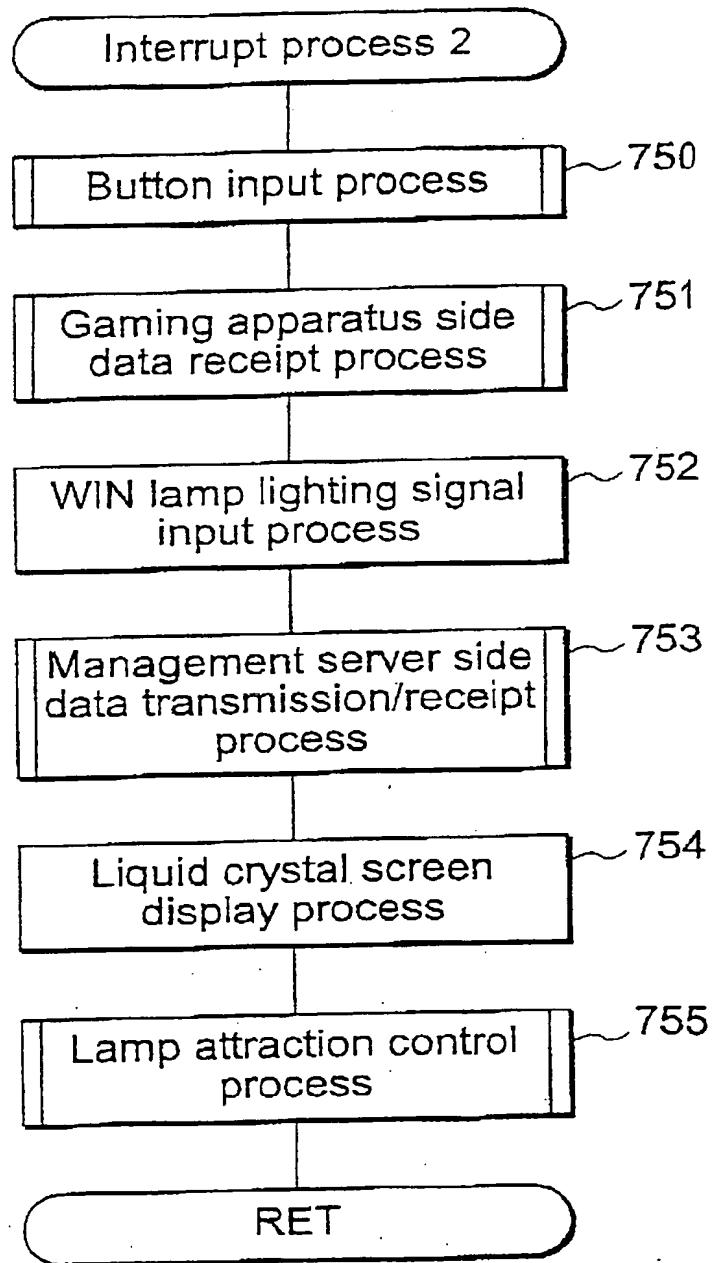 Interrupt process 2
Button input process
750
Gaming apparatus side
data receipt process
751
WIN lamp lighting signal
input process
752
Management server side
data transmission/receipt
process
753
Liquid crystal screen
display process
754
Lamp attraction control
process
755
RET